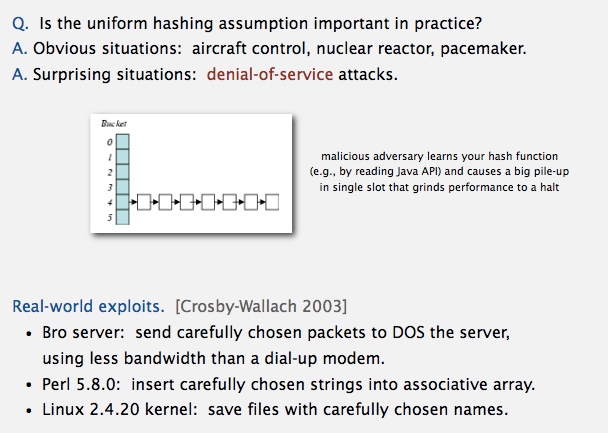 Q. Is the uniform hashing assumption important in practice?
A. Obvious situations: aircraft control, nuclear reactor, pacemaker.
A. Surprising situations: denial-of-service attacks.
Bucket
0
1
2
3
4
5
malicious adversary learns your hash function
(e.g., by reading Java API) and causes a big pile-up
in single slot that grinds performance to a halt
Real-world exploits. [Crosby-Wallach 2003]
• Bro server: send carefully chosen packets to DOS the server,
using less bandwidth than a dial-up modem.
• Perl 5.8.0: insert carefully chosen strings into associative array.
• Linux 2.4.20 kernel: save files with carefully chosen names.